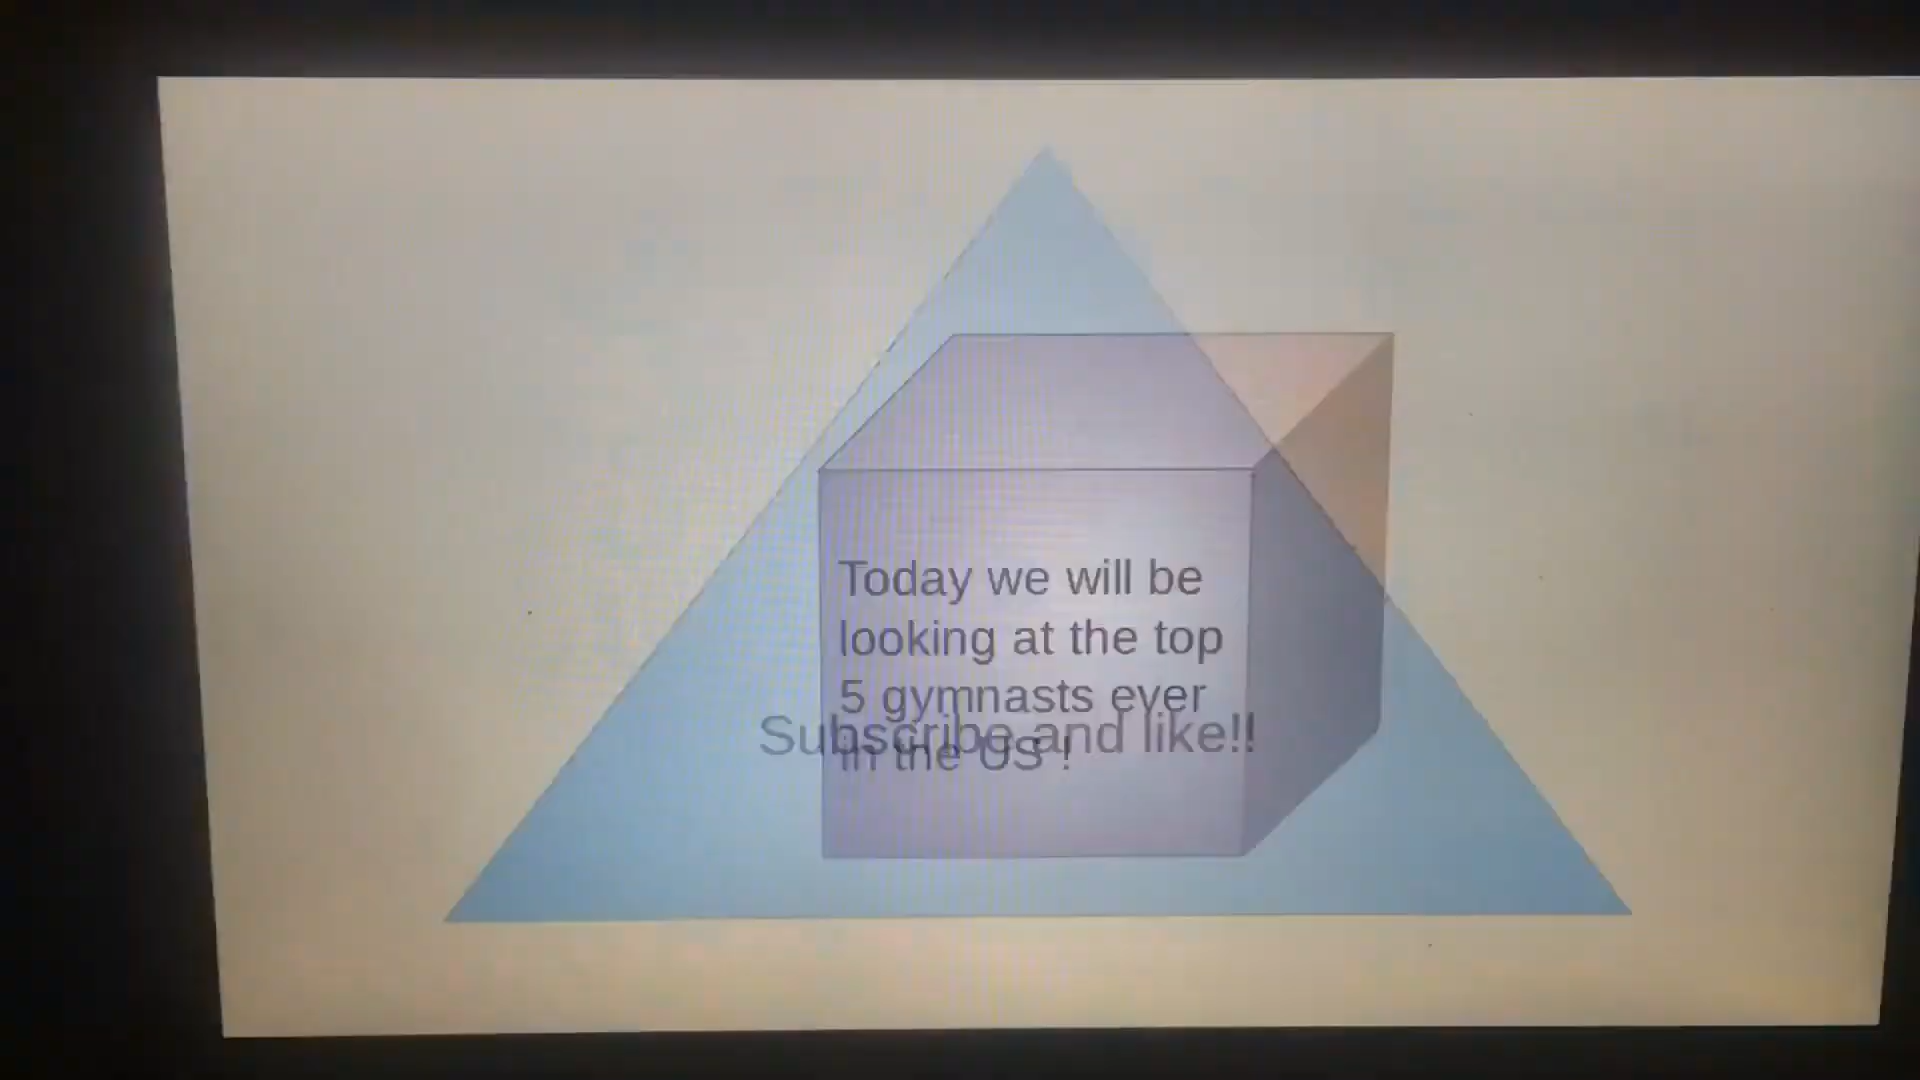 Today we will be
looking at the top
5 gymnasts ever
in the US !
Subscribe and like!!